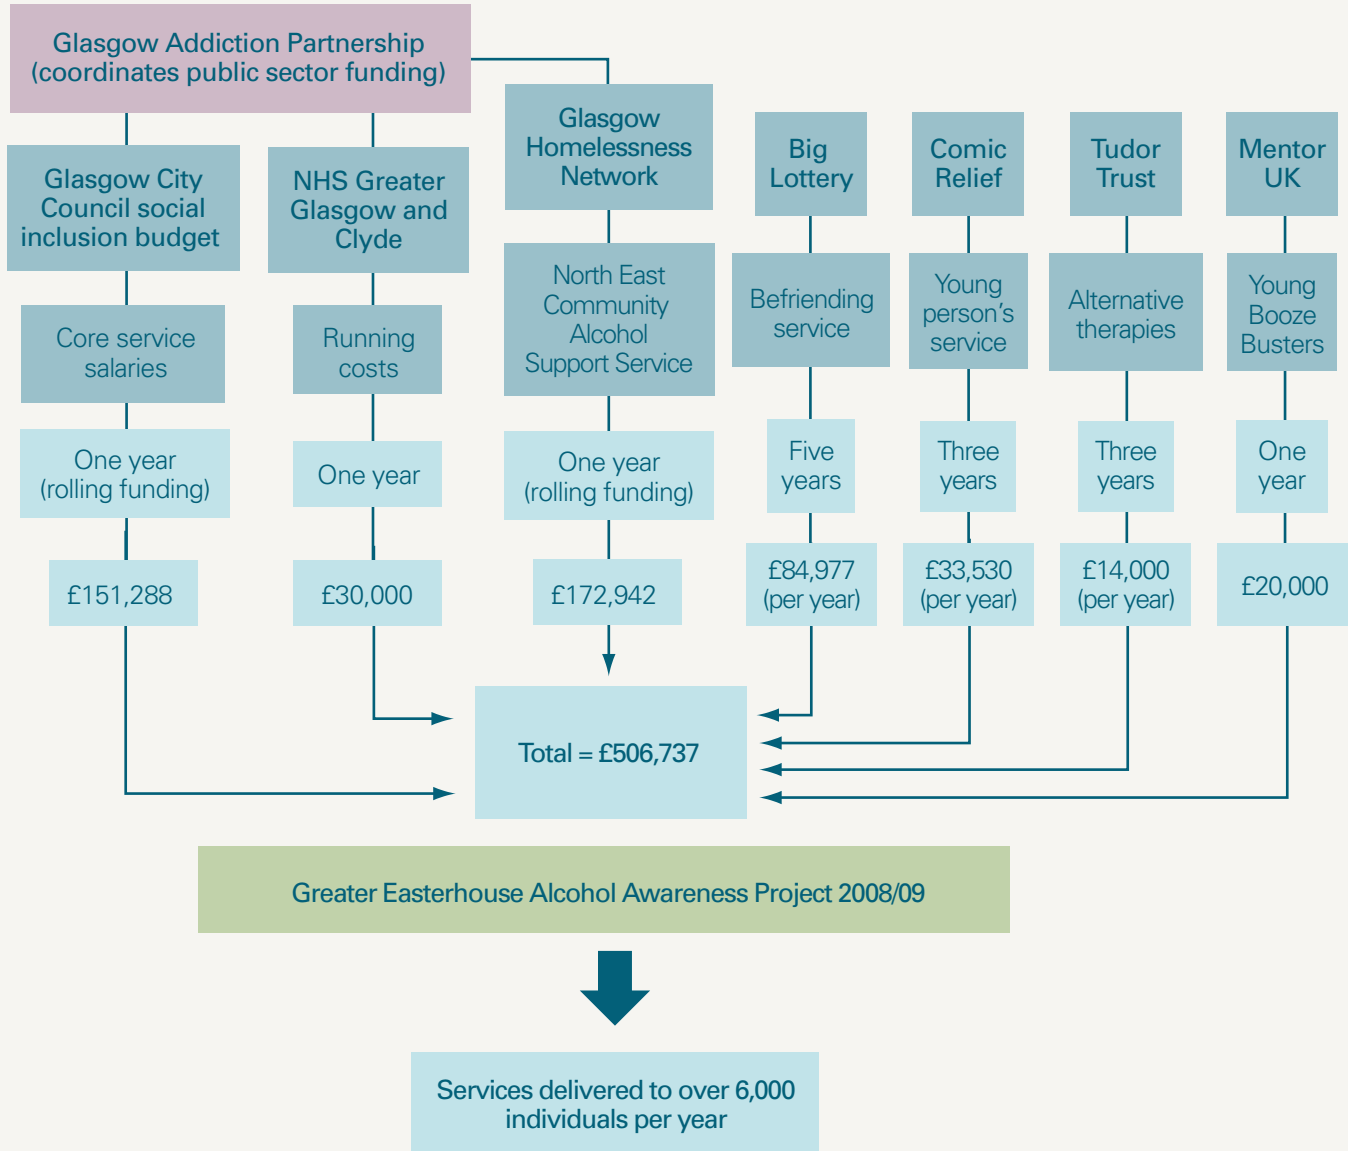 Glasgow Addiction Partnership
(coordinates public sector funding)
Glasgow City
Council social
inclusion budget
Core service
salaries
One year
(rolling funding)
£151,288
NHS Greater
Glasgow and
Clyde
Running
costs
One year
£30,000
Glasgow
Homelessness
Network
North East
Community
Alcohol
Support Service
One year
(rolling funding)
£172,942
Big
Lottery
Befriending
service
Five
years
£84,977
(per year)
Comic
Relief
Young
person’s
service
Three
years
£33,530
(per year)
Tudor
Trust
Alternative
therapies
Three
years
£14,000
(per year)
Mentor
UK
Young
Booze
Busters
One
year
£20,000
Total = £506,737
Greater Easterhouse Alcohol Awareness Project 2008/09
Services delivered to over 6,000
individuals per year